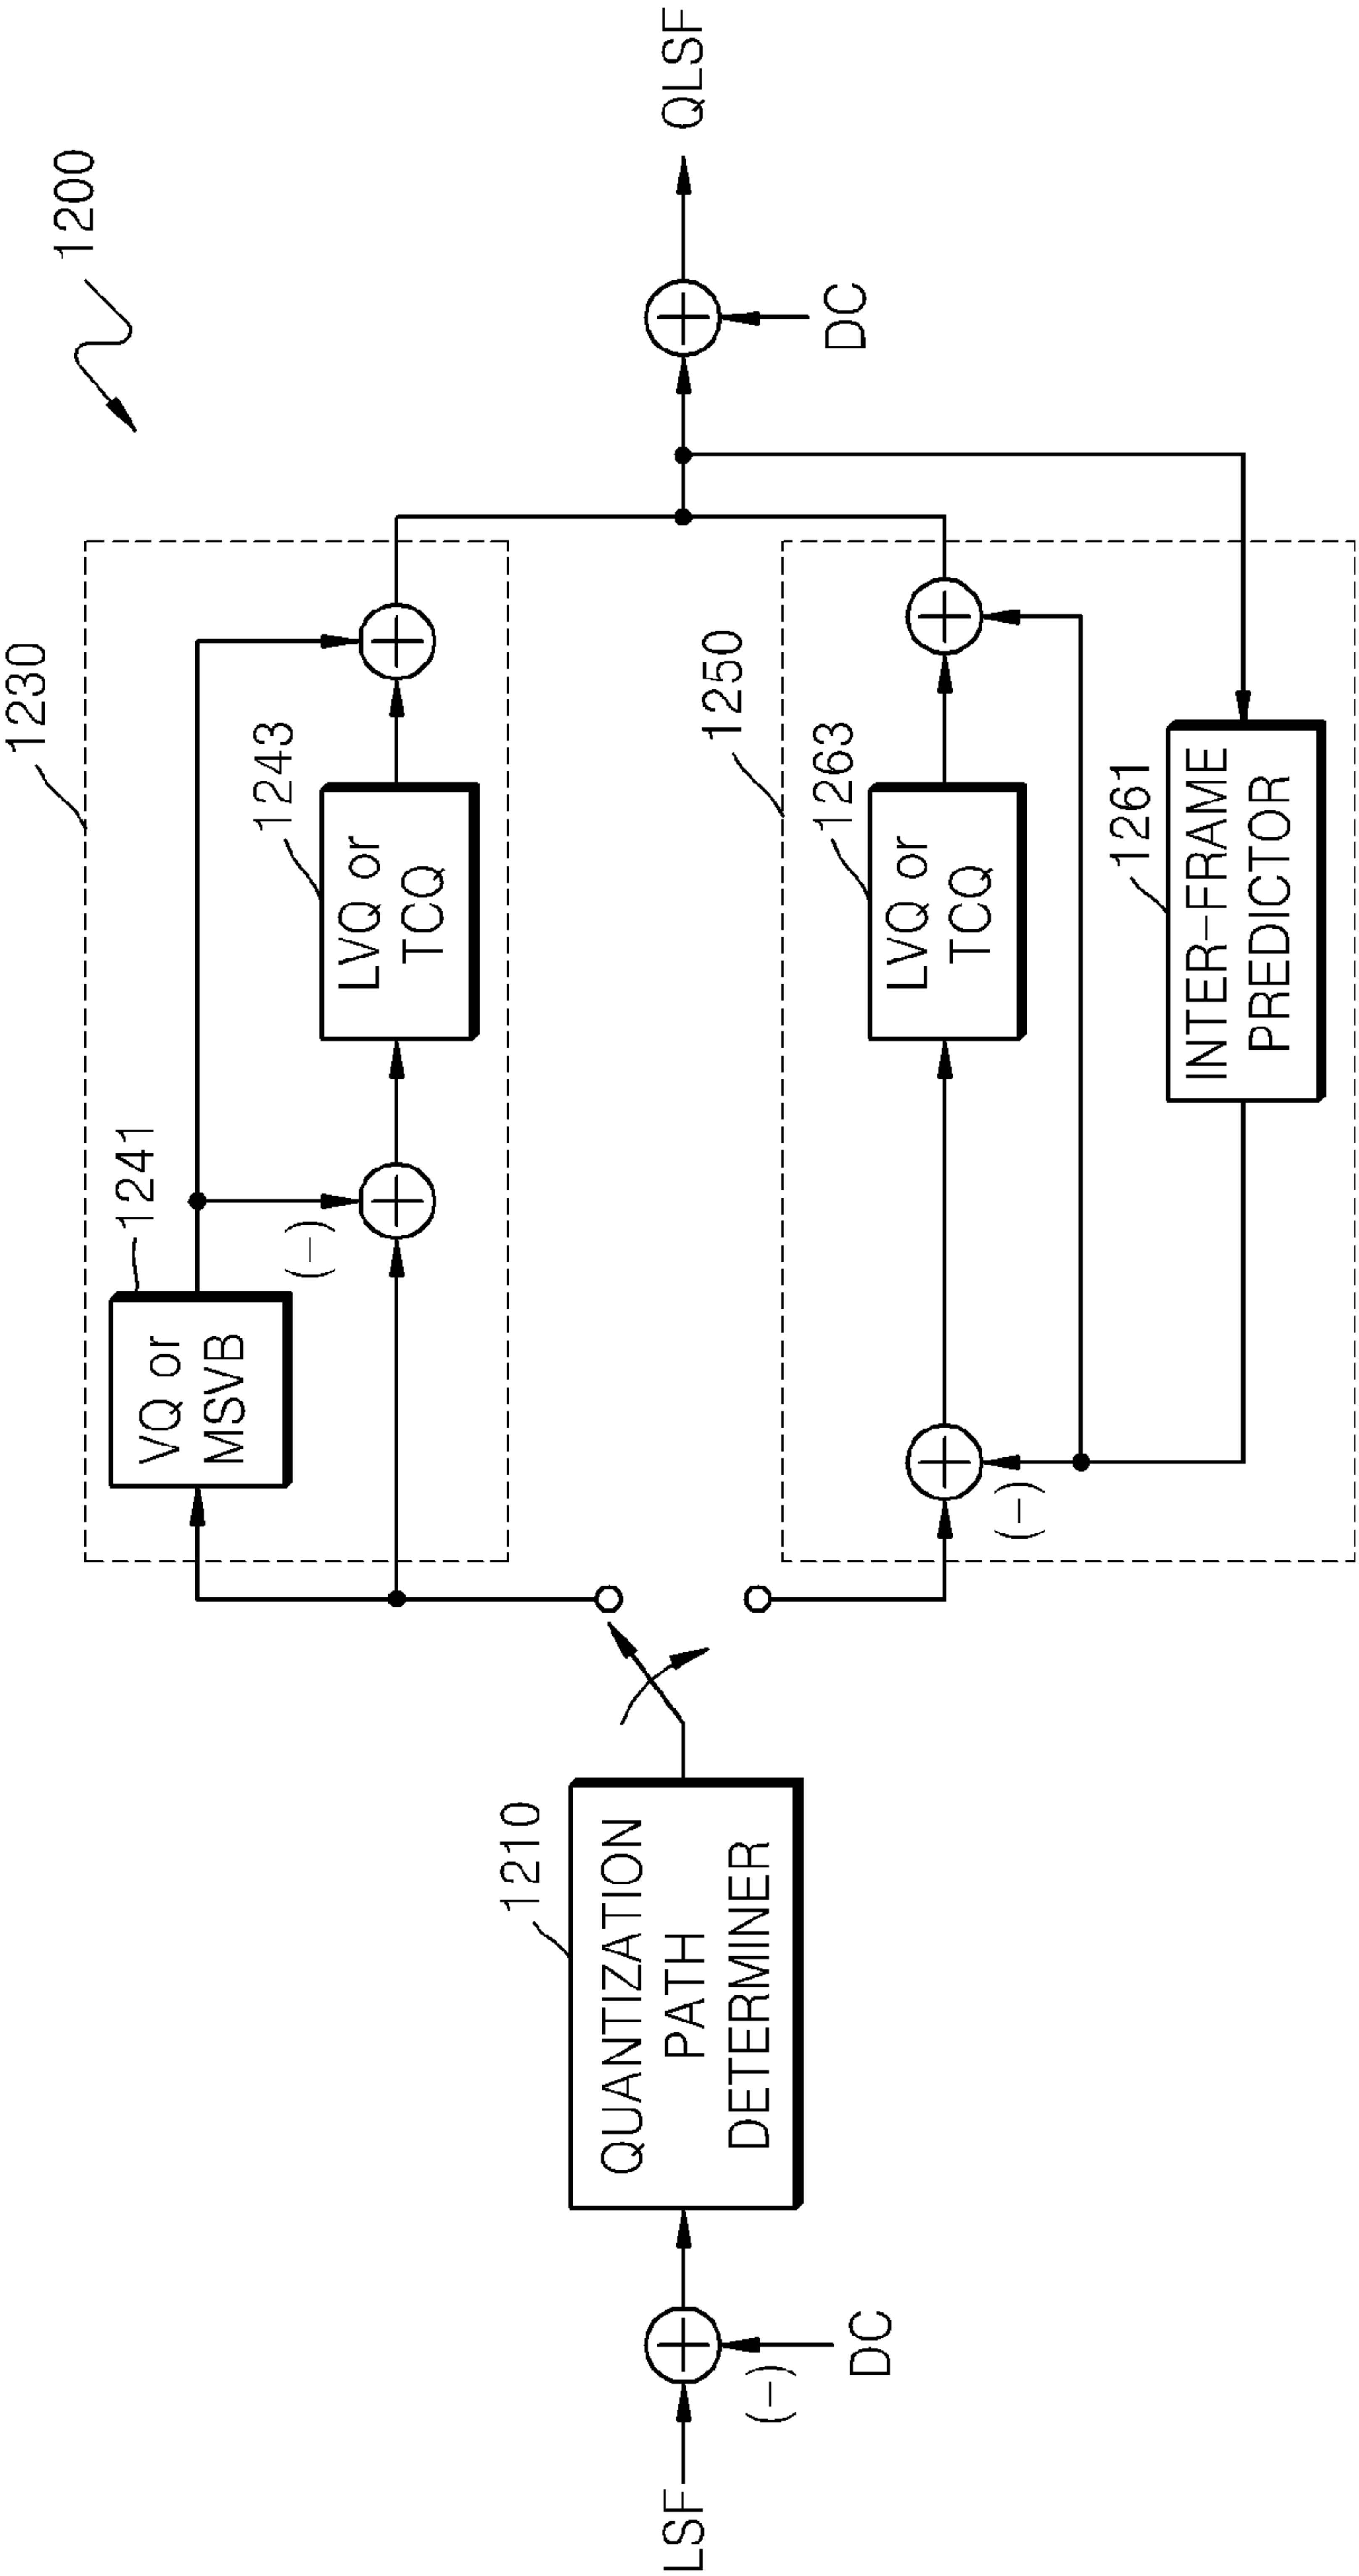 1200
1230
1241
VQ or
MSVB
(-)
1243
LVQ or
TCQ
LSF
(-)
DC
1210
QUANTIZATION
PATH
DETERMINER
DC
QLSF
1250
1263
LVQ or
TCQ
(-)
1261
INTER-FRAME
PREDICTOR